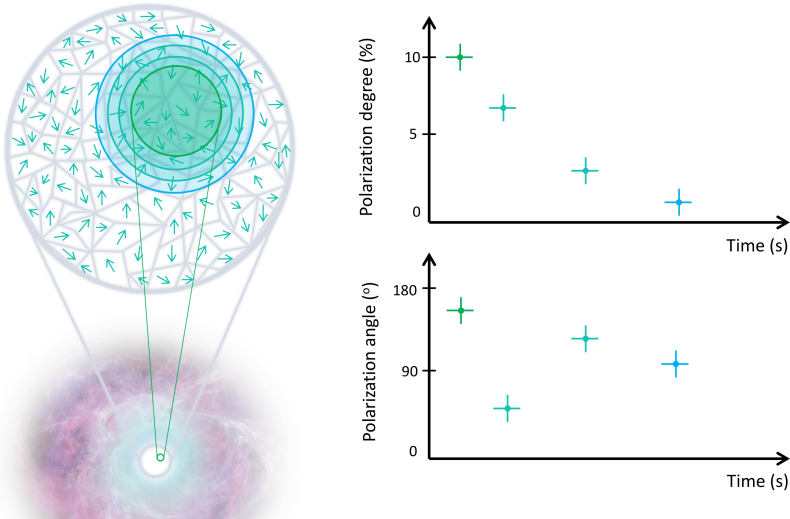 Polarization degree (%)
10
5
0
Time (s)
Polarization angle (º)
180
90
0
Time (s)